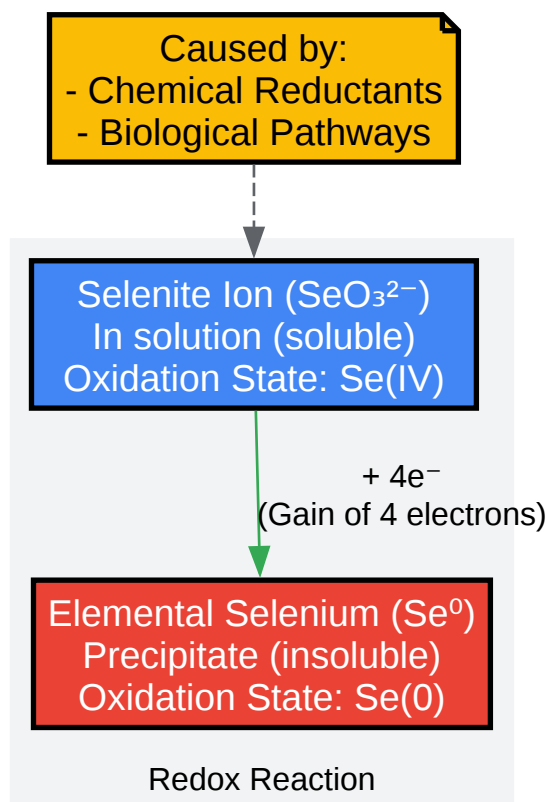 Caused by:
- Chemical Reductants
- Biological Pathways
Selenite Ion (SeO₃²⁻)
In solution (soluble)
Oxidation State: Se(IV)
+ 4e⁻
(Gain of 4 electrons)
Elemental Selenium (Se⁰)
Precipitate (insoluble)
Oxidation State: Se(0)
Redox Reaction